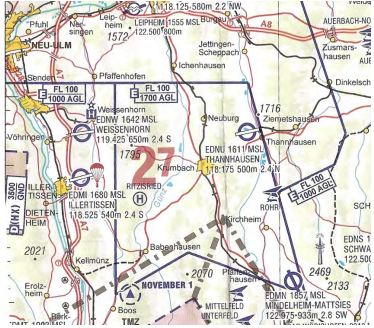 118.125-580m 2.2 NW
Pfuhl
Ner-
singen
Leip-
heim
LEIPHEIM 1555 MSL
122.500 800m
Burgau
A8
AUERBACH-NO
1572
NEU-ULM
Jettingen-
Scheppach
Zusmars-
hausen
Ichenhausen
Senden
Pfaffenhofen
Dinkelsch
E
FL 100
1000 AGL
E
FL 100
1700 AGL
Weissenhorn
EDNW 1642 MSL
WEISSENHORN
119.425 650m 2.4 S
1716
Neuburg
Ziemetshausen
Vöhringen
1795
EDNU 1611 MSL
THANNHAUSEN
118.175 500m 2.4 N
Thannhausen
27
Krumbach
FL 100
1000 AGL
E
ILLER-
TISSEN
EDMI 1680 MSL
ILLERTISSEN
118.525 540m 2.4 S
RITZISRIED
H
ROHR
3500
GND
D(HX)
DIETEN-
HEIM
Kirchheim
SCH
2021
Babenhausen
EDNS 1
SCHWA
122.500
Kellmünz
2070
Pfaffen-
hausen
2469
2133
Erolz-
heim
NOVEMBER 1
EDMN 1857 MSL
MINDELHEIM-MATTSIES
122.975-933m 2.8 SW
MITTELFELD
UNTERFELD
Boos
TMZ